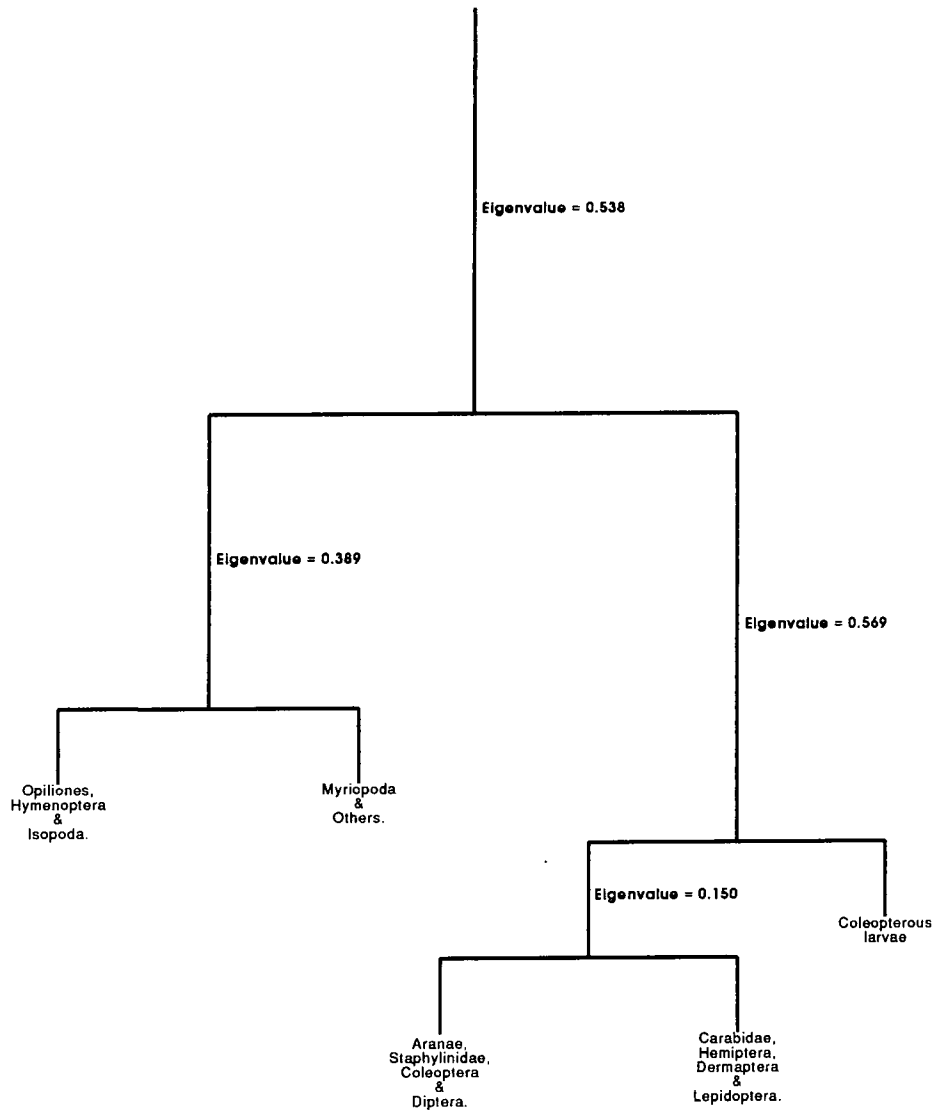 Eigenvalue = 0.538
Eigenvalue = 0.389
Eigenvalue = 0.569
Opiliones,
Hymenoptera
&
Isopoda.
Myriopoda
&
Others.
Eigenvalue = 0.150
Coleopterous
larvae
Aranae,
Staphylinidae,
Coleoptera
&
Diptera.
Carabidae,
Hemiptera,
Dermaptera
&
Lepidoptera.